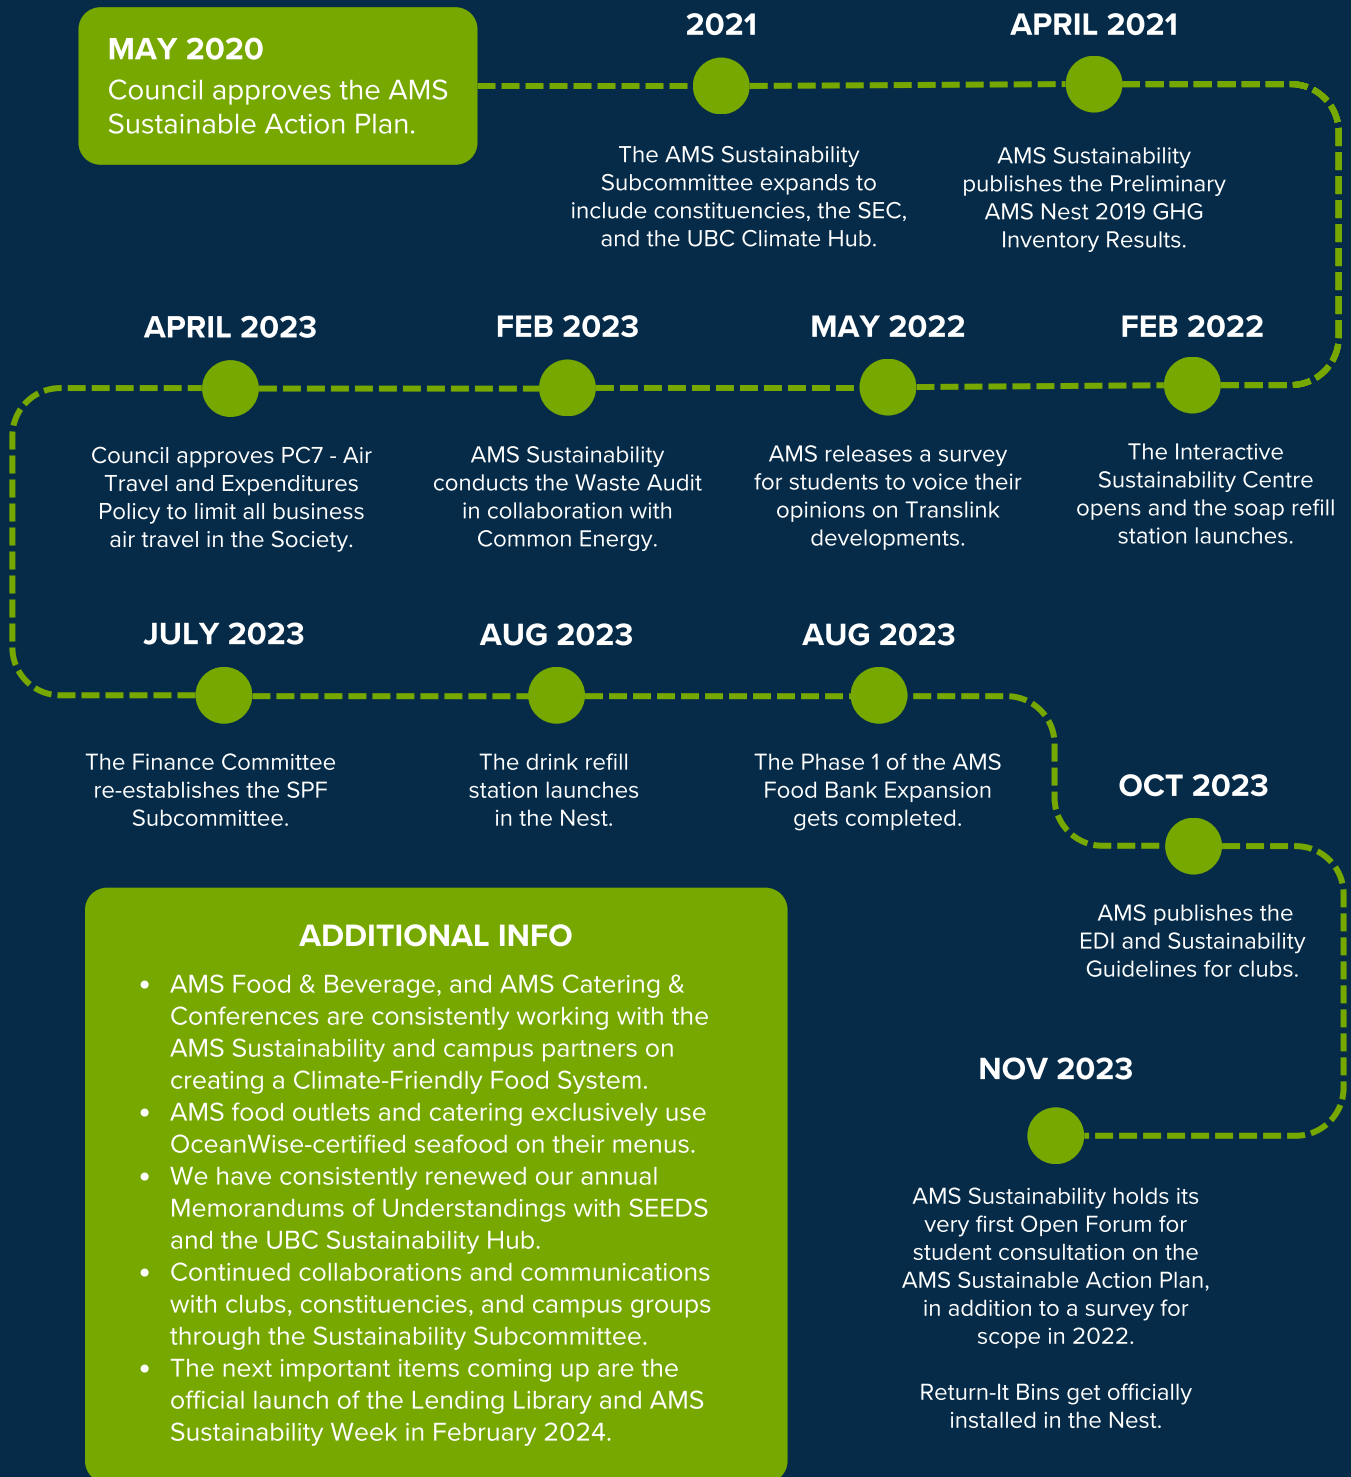 MAY 2020
Council approves the AMS
Sustainable Action Plan.
2021
The AMS Sustainability
Subcommittee expands to
include constituencies, the SEC,
and the UBC Climate Hub.
APRIL 2021
AMS Sustainability
publishes the Preliminary
AMS Nest 2019 GHG
Inventory Results.
FEB 2022
The Interactive
Sustainability Centre
opens and the soap refill
station launches.
MAY 2022
AMS releases a survey
for students to voice their
opinions on Translink
developments.
FEB 2023
AMS Sustainability
conducts the Waste Audit
in collaboration with
Common Energy.
APRIL 2023
Council approves PC7 - Air
Travel and Expenditures
Policy to limit all business
air travel in the Society.
JULY 2023
The Finance Committee
re-establishes the SPF
Subcommittee.
AUG 2023
The drink refill
station launches
in the Nest.
AUG 2023
The Phase 1 of the AMS
Food Bank Expansion
gets completed.
OCT 2023
AMS publishes the
EDI and Sustainability
Guidelines for clubs.
NOV 2023
AMS Sustainability holds its
very first Open Forum for
student consultation on the
AMS Sustainable Action Plan,
in addition to a survey for
scope in 2022.
Return-It Bins get officially
installed in the Nest.
ADDITIONAL INFO
• AMS Food & Beverage, and AMS Catering &
Conferences are consistently working with the
AMS Sustainability and campus partners on
creating a Climate-Friendly Food System.
• AMS food outlets and catering exclusively use
OceanWise-certified seafood on their menus.
• We have consistently renewed our annual
Memorandums of Understandings with SEEDS
and the UBC Sustainability Hub.
• Continued collaborations and communications
with clubs, constituencies, and campus groups
through the Sustainability Subcommittee.
• The next important items coming up are the
official launch of the Lending Library and AMS
Sustainability Week in February 2024.